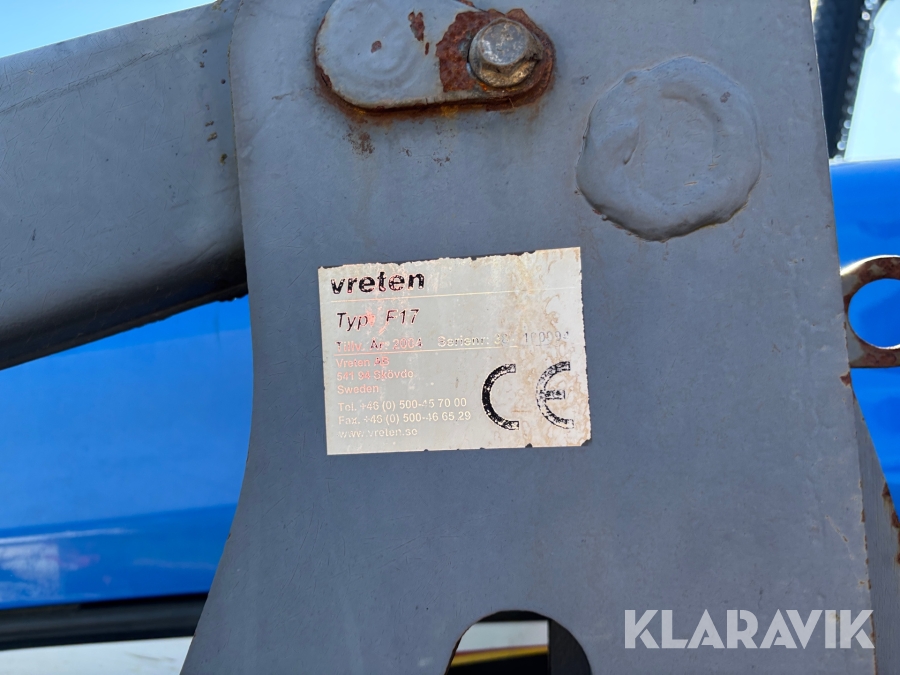 vreten
Typ: F17
Tillv. År: 2004 Serienr.
Vreten AB
541 Skövde
Sweden
Tel. +46 (0) 500-45 70 00
Fax. +46 (0) 500-46 65 29
www.vreten.se
CE
KLARAVIK